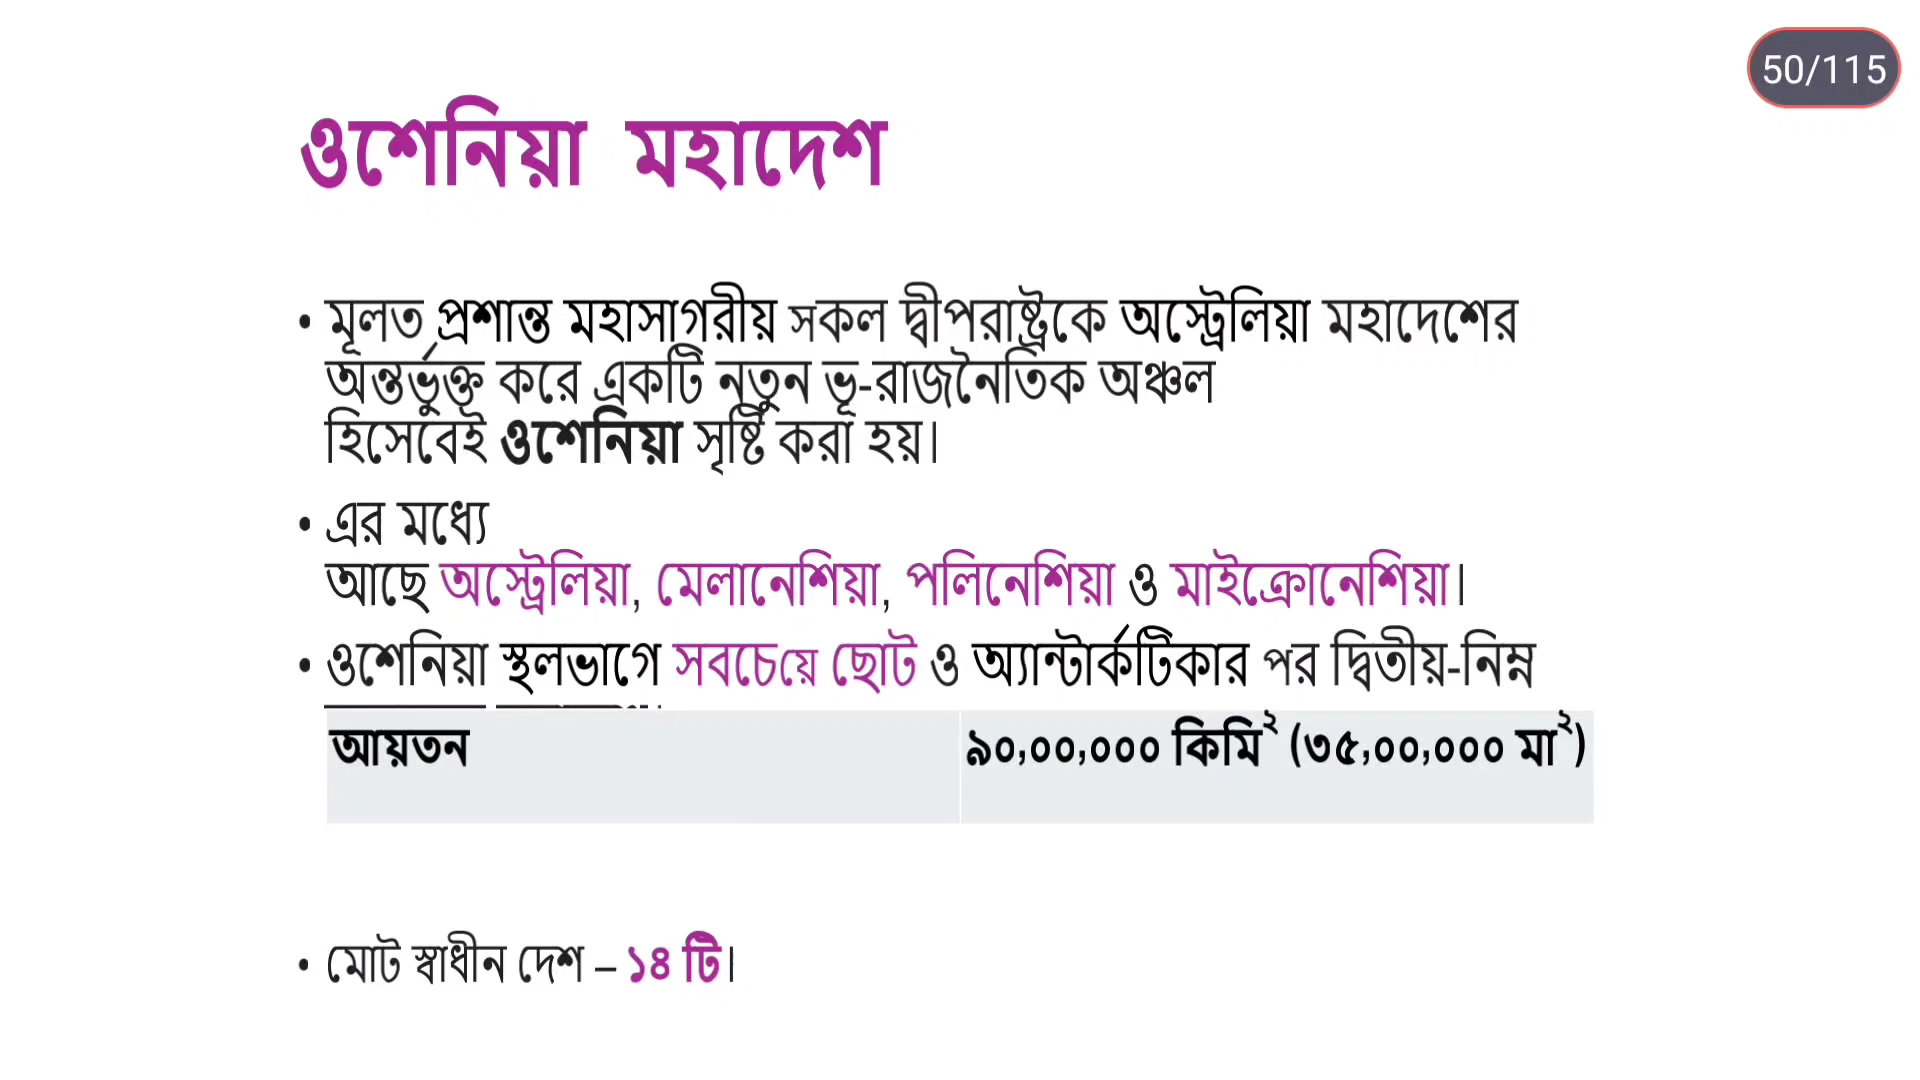 50/115
ওশেনিয়া মহাদেশ
• মূলত প্রশান্ত মহাসাগরীয় সকল দ্বীপরাষ্ট্রকে অস্ট্রেলিয়া মহাদেশের
অন্তর্ভুক্ত করে একটি নতুন ভূ-রাজনৈতিক অঞ্চল
হিসেবেই ওশেনিয়া সৃষ্টি করা হয়।
• এর মধ্যে
আছে অস্ট্রেলিয়া, মেলানেশিয়া, পলিনেশিয়া ও মাইক্রোনেশিয়া।
• ওশেনিয়া স্থলভাগে সবচেয়ে ছোট ও অ্যান্টার্কটিকার পর দ্বিতীয়-নিম্ন
আয়তন ৯০,০০,০০০ কিমি² (৩৫,০০,০০০ মা²)
• মোট স্বাধীন দেশ – ১৪ টি।